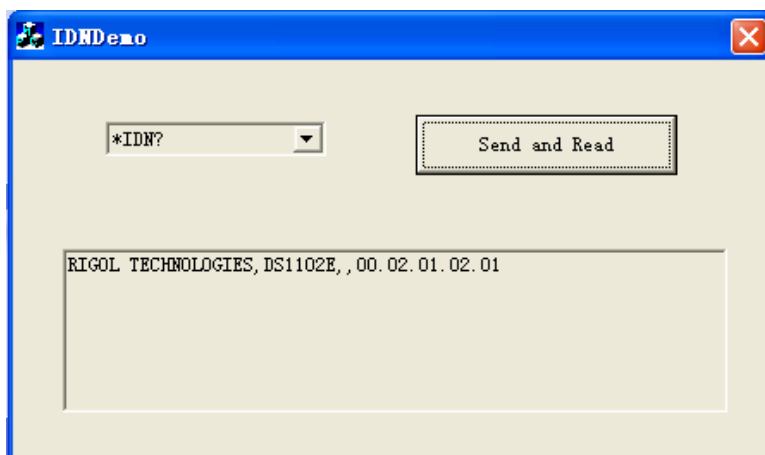 IDNDemo
*IDN?
Send and Read
RIGOL TECHNOLOGIES,DS1102E,,00.02.01.02.01